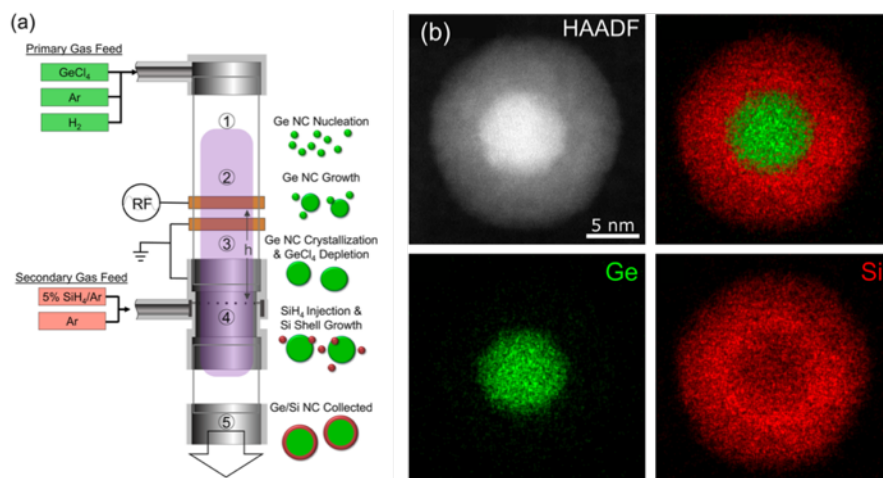 (a)
Primary Gas Feed
GeCl₄
Ar
H₂
①
Ge NC Nucleation
②
Ge NC Growth
RF
③
h
Ge NC Crystallization
& GeCl₄ Depletion
Secondary Gas Feed
5% SiH₄/Ar
Ar
④
SiH₄ Injection &
Si Shell Growth
⑤
Ge/Si NC Collected
(b)
HAADF
5 nm
Ge
Si